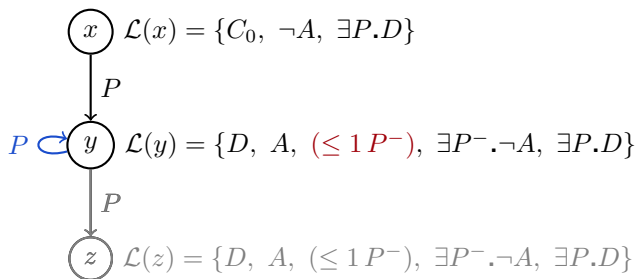 x L(x) = {C₀, ¬A, ∃P.D}
P
P y L(y) = {D, A, (≤ 1 P⁻), ∃P⁻.¬A, ∃P.D}
P
z L(z) = {D, A, (≤ 1 P⁻), ∃P⁻.¬A, ∃P.D}